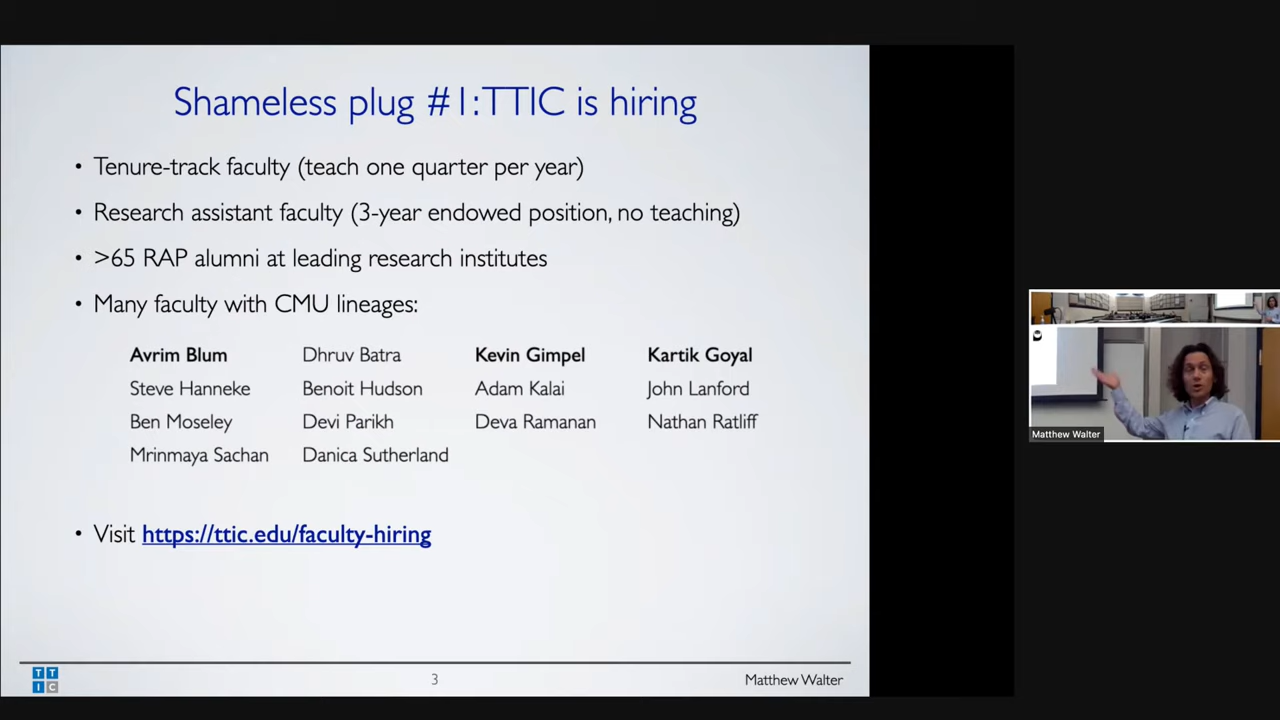 Shameless plug #1: TTIC is hiring
• Tenure-track faculty (teach one quarter per year)
• Research assistant faculty (3-year endowed position, no teaching)
• >65 RAP alumni at leading research institutes
• Many faculty with CMU lineages:
Avrim Blum Dhruv Batra Kevin Gimpel Kartik Goyal
Steve Hanneke Benoit Hudson Adam Kalai John Lanford
Ben Moseley Devi Parikh Deva Ramanan Nathan Ratliff
Mrinmaya Sachan Danica Sutherland
• Visit https://ttic.edu/faculty-hiring
T T
I C
3
Matthew Walter
Matthew Walter